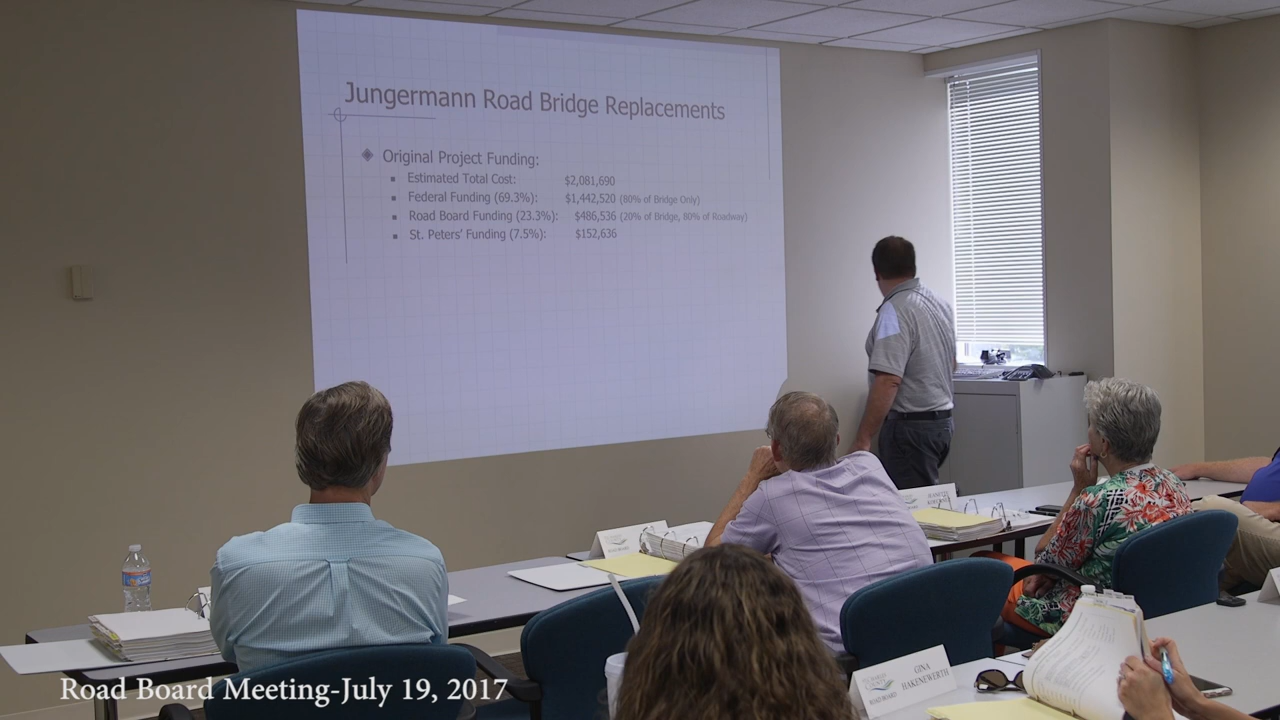 Jungermann Road Bridge Replacements
Original Project Funding:
Estimated Total Cost: $2,081,690
Federal Funding (69.3%): $1,442,520 (80% of Bridge Only)
Road Board Funding (23.3%): $486,536 (20% of Bridge, 80% of Roadway)
St. Peters' Funding (7.5%): $152,636
GINA
HAKENEWERTH
ROAD BOARD
Road Board Meeting-July 19, 2017